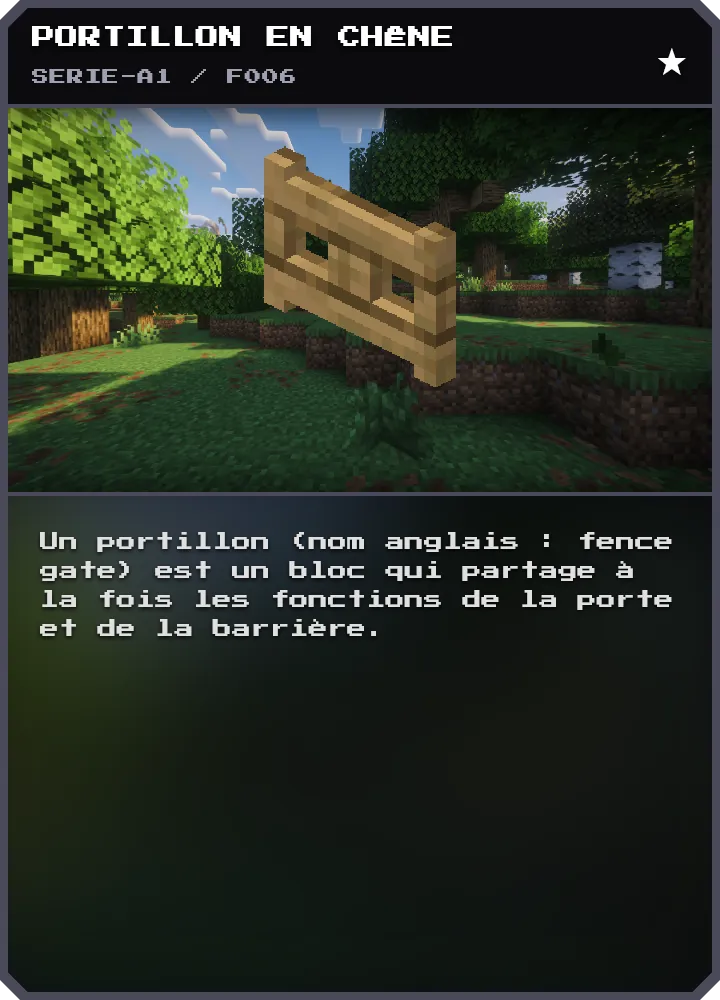 PORTILLON EN CHÊNE
SERIE-A1 / F006
Un portillon (nom anglais : fence
gate) est un bloc qui partage à
la fois les fonctions de la porte
et de la barrière.